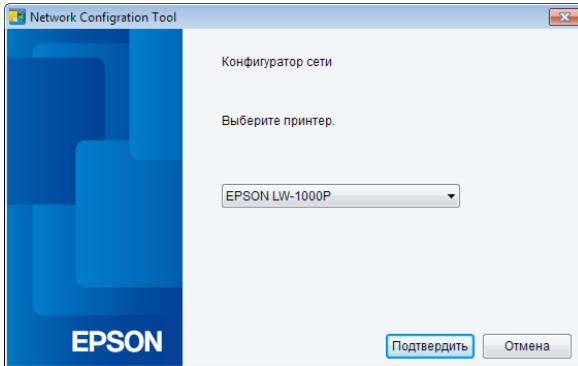 Network Configration Tool
Конфигуратор сети
Выберите принтер.
EPSON LW-1000P
EPSON
Подтвердить
Отмена